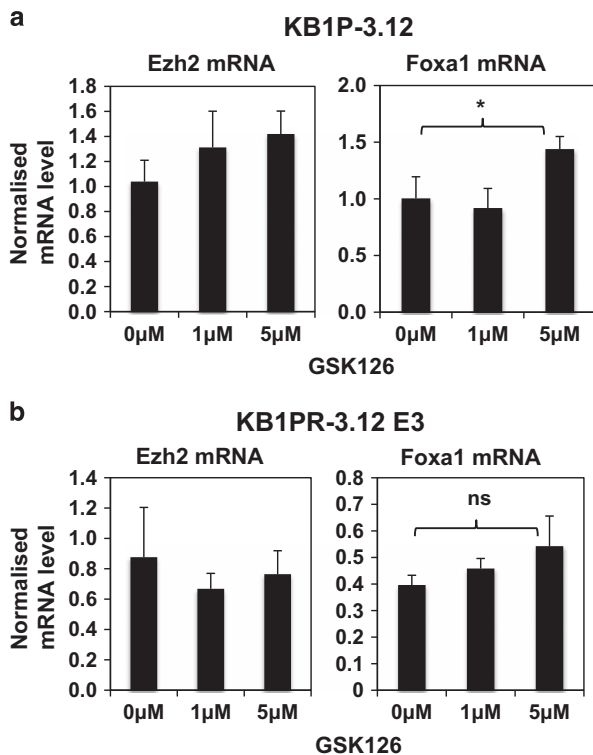 a
KB1P-3.12
Ezh2 mRNA
Foxa1 mRNA
Normalised
mRNA level
1.8
1.6
1.4
1.2
1.0
0.8
0.6
0.4
0.2
0.0
0µM 1µM 5µM
2.0
1.5
1.0
0.5
0.0
*
0µM 1µM 5µM
GSK126
b
KB1PR-3.12 E3
Ezh2 mRNA
Foxa1 mRNA
Normalised
mRNA level
1.4
1.2
1.0
0.8
0.6
0.4
0.2
0.0
0µM 1µM 5µM
0.8
0.7
0.6
0.5
0.4
0.3
0.2
0.1
0
ns
0µM 1µM 5µM
GSK126